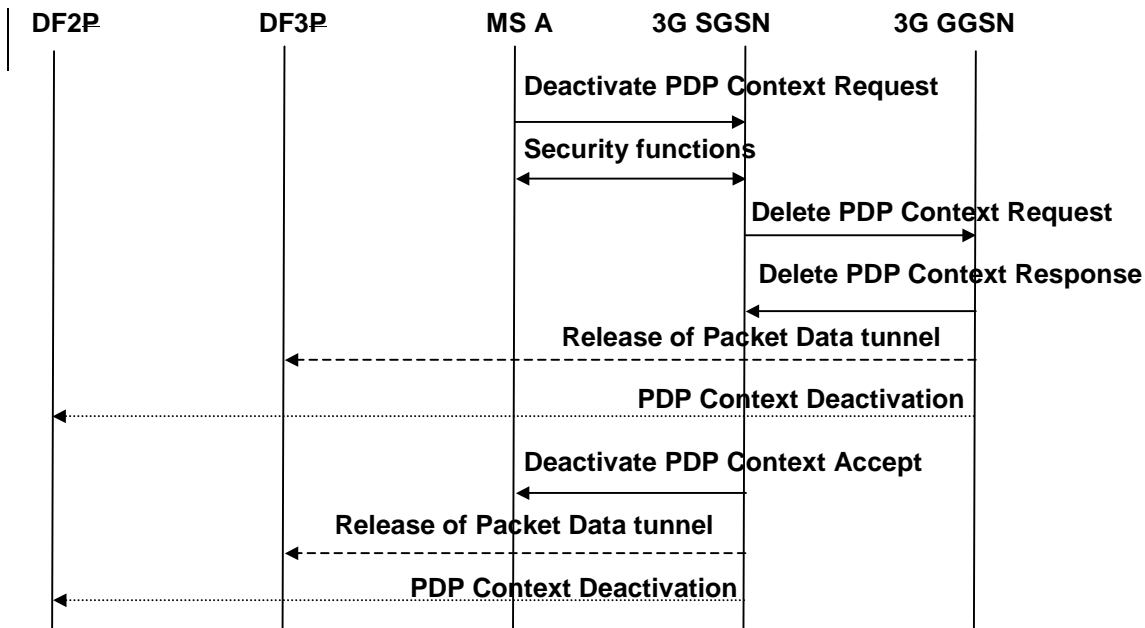 DF2P DF3P MS A 3G SGSN 3G GGSN
Deactivate PDP Context Request
Security functions
Delete PDP Context Request
Delete PDP Context Response
Release of Packet Data tunnel
PDP Context Deactivation
Deactivate PDP Context Accept
Release of Packet Data tunnel
PDP Context Deactivation